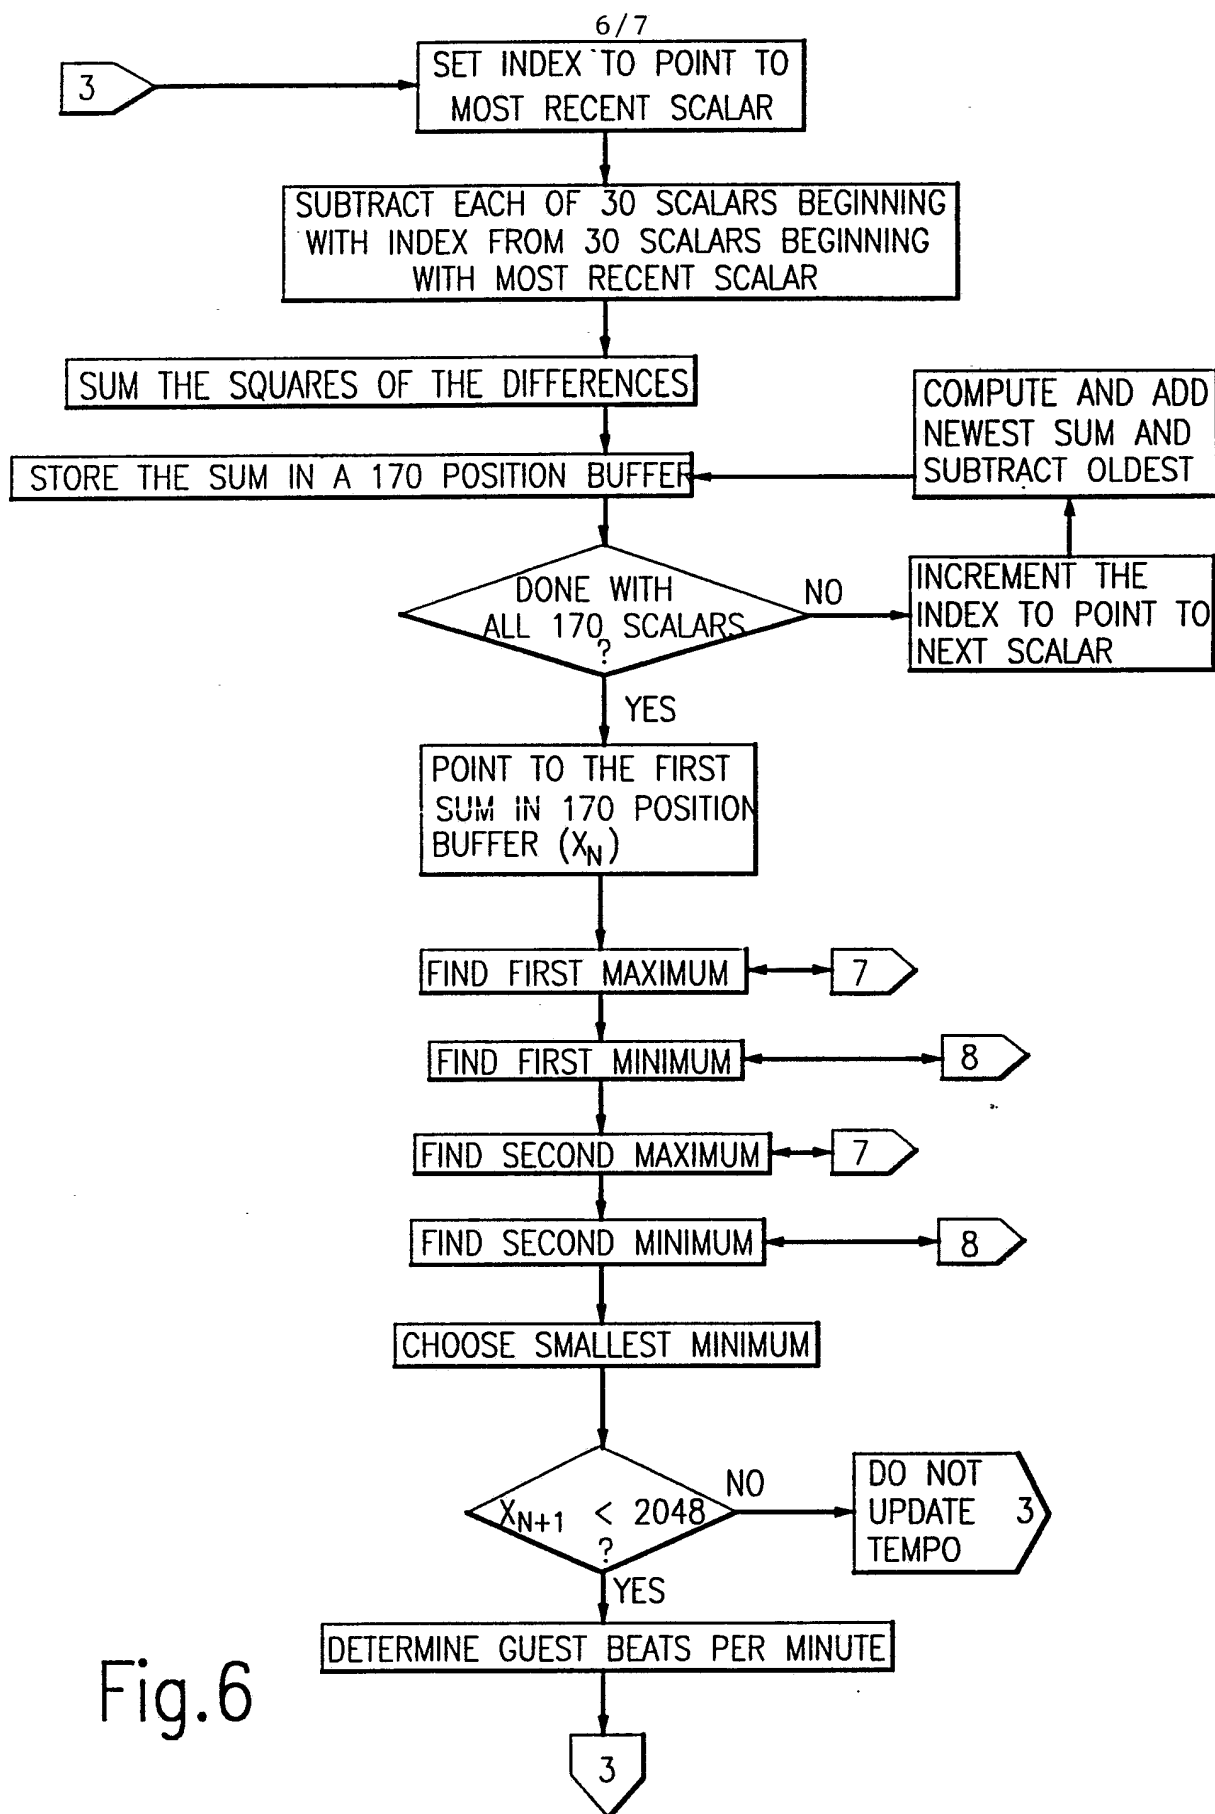 6/7
3
SET INDEX TO POINT TO
MOST RECENT SCALAR
SUBTRACT EACH OF 30 SCALARS BEGINNING
WITH INDEX FROM 30 SCALARS BEGINNING
WITH MOST RECENT SCALAR
SUM THE SQUARES OF THE DIFFERENCES
STORE THE SUM IN A 170 POSITION BUFFER
COMPUTE AND ADD
NEWEST SUM AND
SUBTRACT OLDEST
DONE WITH
ALL 170 SCALARS
?
NO
INCREMENT THE
INDEX TO POINT TO
NEXT SCALAR
YES
POINT TO THE FIRST
SUM IN 170 POSITION
BUFFER (XN)
FIND FIRST MAXIMUM
7
FIND FIRST MINIMUM
8
FIND SECOND MAXIMUM
7
FIND SECOND MINIMUM
8
CHOOSE SMALLEST MINIMUM
XN+1 < 2048
?
NO
DO NOT
UPDATE 3
TEMPO
YES
DETERMINE GUEST BEATS PER MINUTE
3
Fig.6